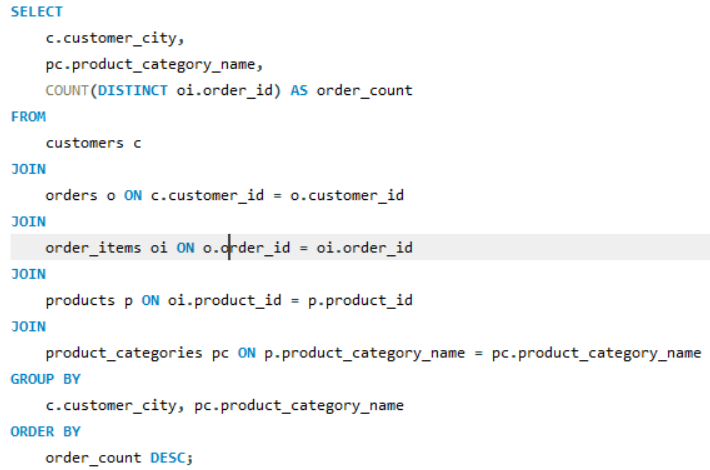 SELECT
c.customer_city,
pc.product_category_name,
COUNT(DISTINCT oi.order_id) AS order_count
FROM
customers c
JOIN
orders o ON c.customer_id = o.customer_id
JOIN
order_items oi ON o.order_id = oi.order_id
JOIN
products p ON oi.product_id = p.product_id
JOIN
product_categories pc ON p.product_category_name = pc.product_category_name
GROUP BY
c.customer_city, pc.product_category_name
ORDER BY
order_count DESC;